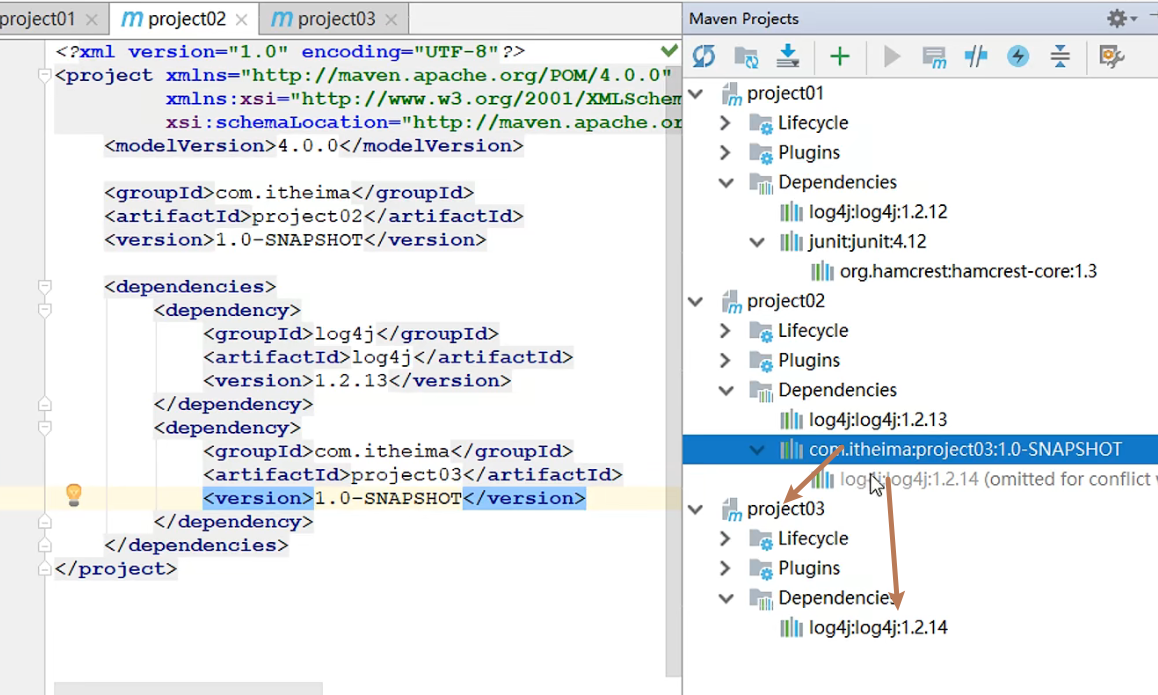 project01
project02
project03
<?xml version="1.0" encoding="UTF-8"?>
<project xmlns="http://maven.apache.org/POM/4.0.0"
xmlns:xsi="http://www.w3.org/2001/XMLSchem
xsi:schemaLocation="http://maven.apache.or
<modelVersion>4.0.0</modelVersion>
<groupId>com.itheima</groupId>
<artifactId>project02</artifactId>
<version>1.0-SNAPSHOT</version>
<dependencies>
<dependency>
<groupId>log4j</groupId>
<artifactId>log4j</artifactId>
<version>1.2.13</version>
</dependency>
<dependency>
<groupId>com.itheima</groupId>
<artifactId>project03</artifactId>
<version>1.0-SNAPSHOT</version>
</dependency>
</dependencies>
</project>
Maven Projects
project01
Lifecycle
Plugins
Dependencies
log4j:log4j:1.2.12
junit:junit:4.12
org.hamcrest:hamcrest-core:1.3
project02
Lifecycle
Plugins
Dependencies
log4j:log4j:1.2.13
com.itheima:project03:1.0-SNAPSHOT
log4j:log4j:1.2.14 (omitted for conflict w
project03
Lifecycle
Plugins
Dependencies
log4j:log4j:1.2.14